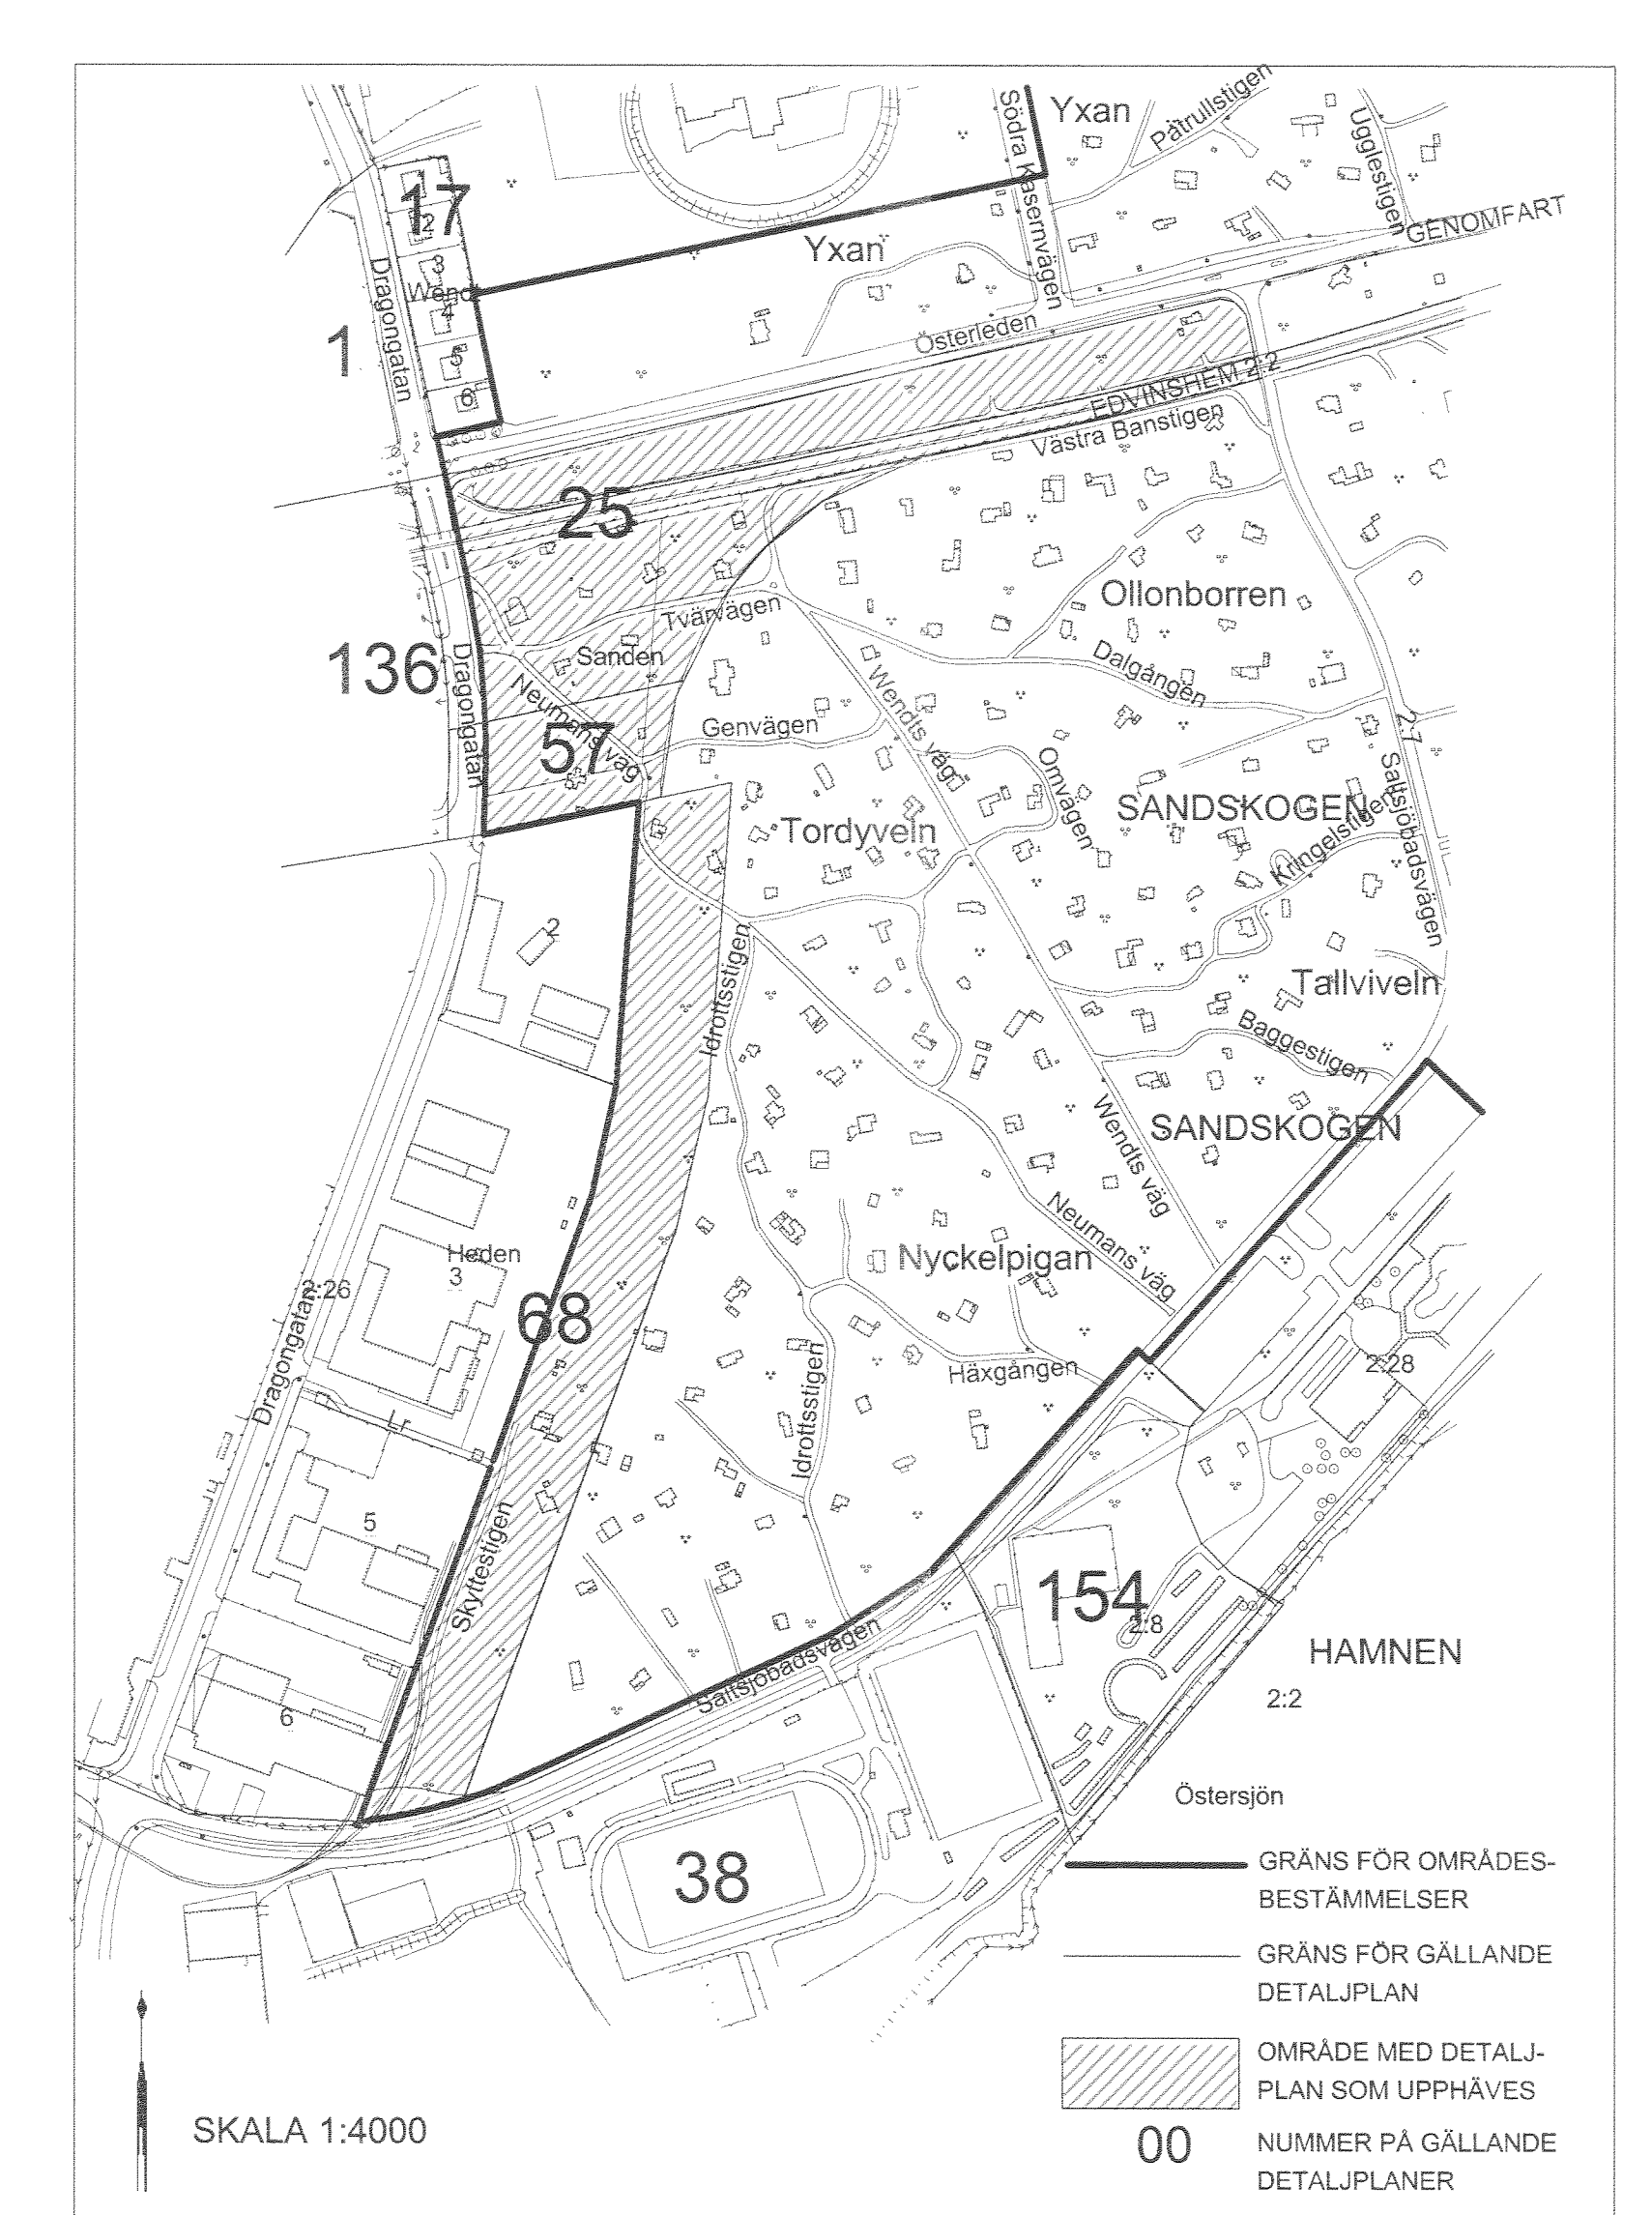 Yxan
Patrullstigen
Ugglestigen
Södra Kasernvägen
17
2
3
Wendt
4
5
6
Yxan
GENOMFART
Dragongatan
1
Österleden
EDVINSHEM 2:2
Västra Banstigen
25
Ollonborren
Tvärvägen
Sanden
136
Dragongatan
Neumans väg
57
Genvägen
Wendts väg
Dalgången
Omvägen
2:7
Saltsjöbadsvägen
SANDSKOGEN
Kringelstigen
Tordyveln
2
Idrottsstigen
Tallviveln
Baggestigen
SANDSKOGEN
Wendts väg
Neumans väg
Nyckelpigan
Heden
3
2:26
Dragongatan
68
Häxgången
2:28
Idrottsstigen
Lr
5
Skyttestigen
154
2:8
Saltsjöbadsvägen
HAMNEN
2:2
6
Östersjön
38
GRÄNS FÖR OMRÅDES-
BESTÄMMELSER
GRÄNS FÖR GÄLLANDE
DETALJPLAN
OMRÅDE MED DETALJ-
PLAN SOM UPPHÄVES
00
NUMMER PÅ GÄLLANDE
DETALJPLANER
SKALA 1:4000